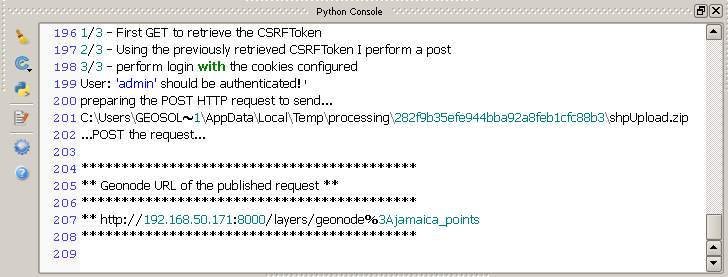 Python Console
196 1/3 - First GET to retrieve the CSRFToken
197 2/3 - Using the previously retrieved CSRFToken I perform a post
198 3/3 - perform login with the cookies configured
199 User: 'admin' should be authenticated! '
200 preparing the POST HTTP request to send...
201 C:\Users\GEOSOL~1\AppData\Local\Temp\processing\282f9b35efe944bba92a8feb1cfc88b3\shpUpload.zip
202 ...POST the request...
203
204 ******************************************
205 ** Geonode URL of the published request **
206 ******************************************
207 ** http://192.168.50.171:8000/layers/geonode%3Ajamaica_points
208 ******************************************
209